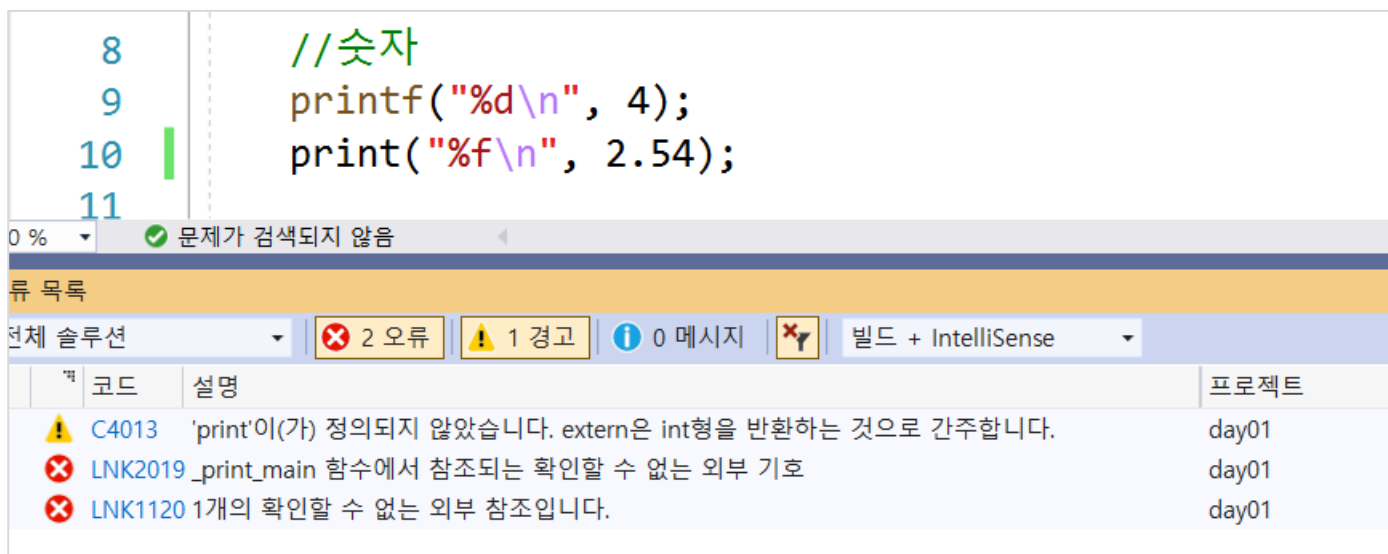 8 //숫자
9 printf("%d\n", 4);
10 print("%f\n", 2.54);
11
0 % 문제가 검색되지 않음
류 목록
전체 솔루션 2 오류 1 경고 0 메시지 빌드 + IntelliSense
코드 설명 프로젝트
C4013 'print'이(가) 정의되지 않았습니다. extern은 int형을 반환하는 것으로 간주합니다. day01
LNK2019 _print_main 함수에서 참조되는 확인할 수 없는 외부 기호 day01
LNK1120 1개의 확인할 수 없는 외부 참조입니다. day01